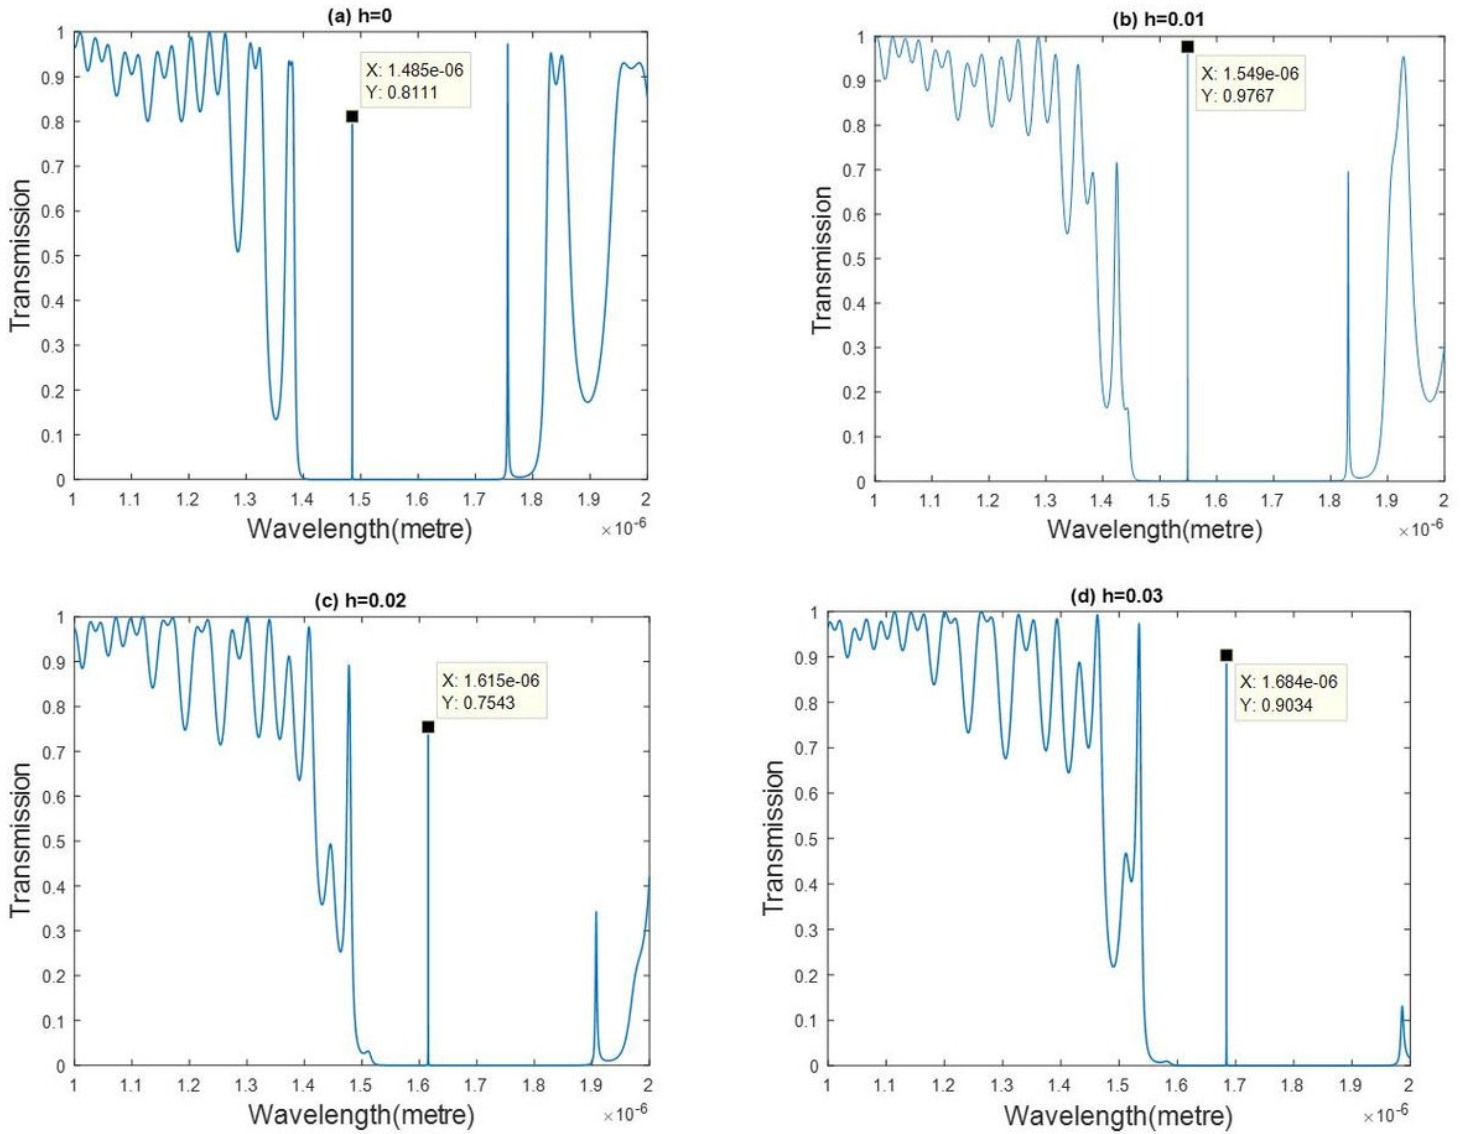 (a) h=0
Transmission
1
0.9
0.8
0.7
0.6
0.5
0.4
0.3
0.2
0.1
0
X: 1.485e-06
Y: 0.8111
1 1.1 1.2 1.3 1.4 1.5 1.6 1.7 1.8 1.9 2
Wavelength(metre)
×10-6
(b) h=0.01
Transmission
1
0.9
0.8
0.7
0.6
0.5
0.4
0.3
0.2
0.1
0
X: 1.549e-06
Y: 0.9767
1 1.1 1.2 1.3 1.4 1.5 1.6 1.7 1.8 1.9 2
Wavelength(metre)
×10-6
(c) h=0.02
Transmission
1
0.9
0.8
0.7
0.6
0.5
0.4
0.3
0.2
0.1
0
X: 1.615e-06
Y: 0.7543
1 1.1 1.2 1.3 1.4 1.5 1.6 1.7 1.8 1.9 2
Wavelength(metre)
×10-6
(d) h=0.03
Transmission
1
0.9
0.8
0.7
0.6
0.5
0.4
0.3
0.2
0.1
0
X: 1.684e-06
Y: 0.9034
1 1.1 1.2 1.3 1.4 1.5 1.6 1.7 1.8 1.9 2
Wavelength(metre)
×10-6